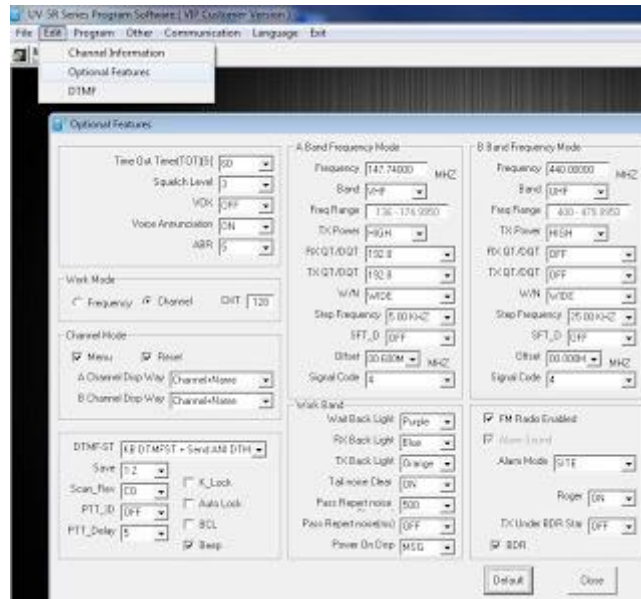 UV-5R Series Program Software ( VIP Customer Version )
File Edit Program Other Communication Language Exit
Channel Information
Optional Features
DTMF
Optional Features
Time Out Timer(TOT)[S] 60
Squelch Level 3
VOX OFF
Voice Annunciation ON
ABR 5
Work Mode
Frequency Channel 128
Channel Mode
Menu Reset
A Channel Disp Way Channel+Name
B Channel Disp Way Channel+Name
DTMF-ST KB DTMFST + Send ANI DTM
Save 1:2
Scan_Rev CO
PTT_ID OFF
PTT_Delay 5
K_Lock
Auto Lock
BCL
Beep
A Band Frequency Mode
Frequency 147.74000 MHZ
Band VHF
Freq Range 136 - 174.9950
TX Power HIGH
RX QT/DQT 192.8
TX QT/DQT 192.8
W/N WIDE
Step Frequency 5.00 KHZ
SFT_D OFF
Offset 00.600M MHZ
Signal Code 4
Work Band
Wait Back Light Purple
RX Back Light Blue
TX Back Light Orange
Tail noise Clear ON
Pass Repert noise 500
Pass Repert noise(ms) OFF
Power On Disp MSG
B Band Frequency Mode
Frequency 440.00000 MHZ
Band UHF
Freq Range 400 - 479.9950
TX Power HIGH
RX QT/DQT OFF
TX QT/DQT OFF
W/N WIDE
Step Frequency 25.00 KHZ
SFT_D OFF
Offset 00.000M MHZ
Signal Code 4
FM Radio Enabled
Alarm Sound
Alarm Mode SITE
Roger ON
TX Under BDR Star OFF
BDR
Default Close